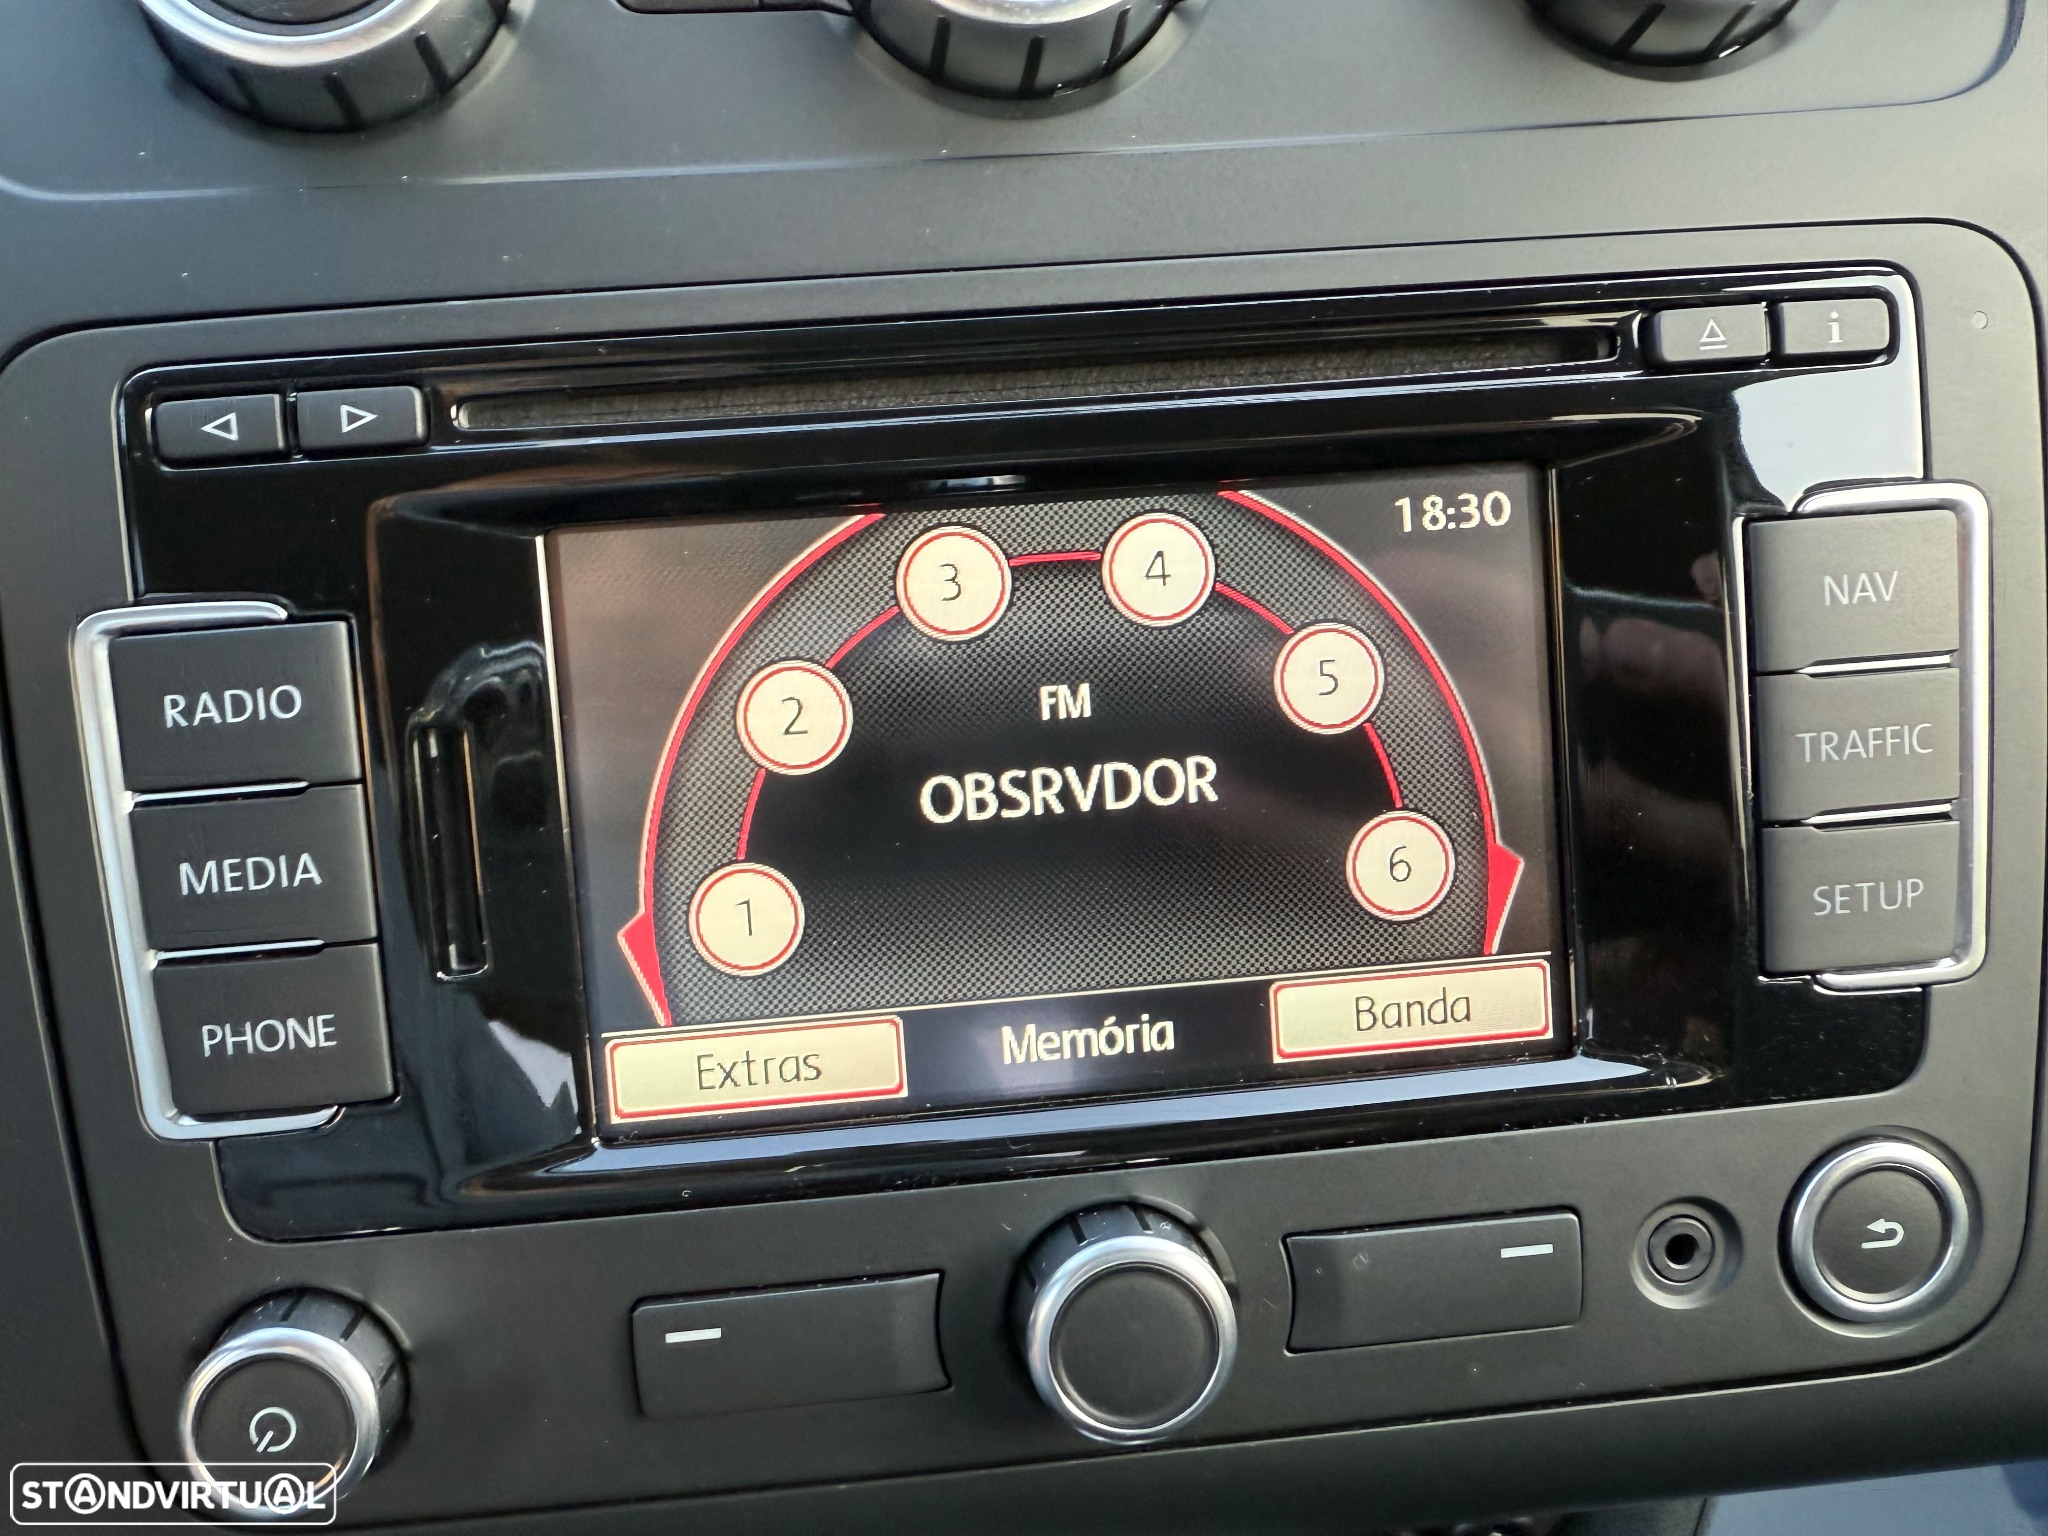 i
18:30
3
4
NAV
5
RADIO
2
FM
TRAFFIC
OBSRVDOR
MEDIA
6
SETUP
1
PHONE
Extras
Memória
Banda
STANDVIRTUAL